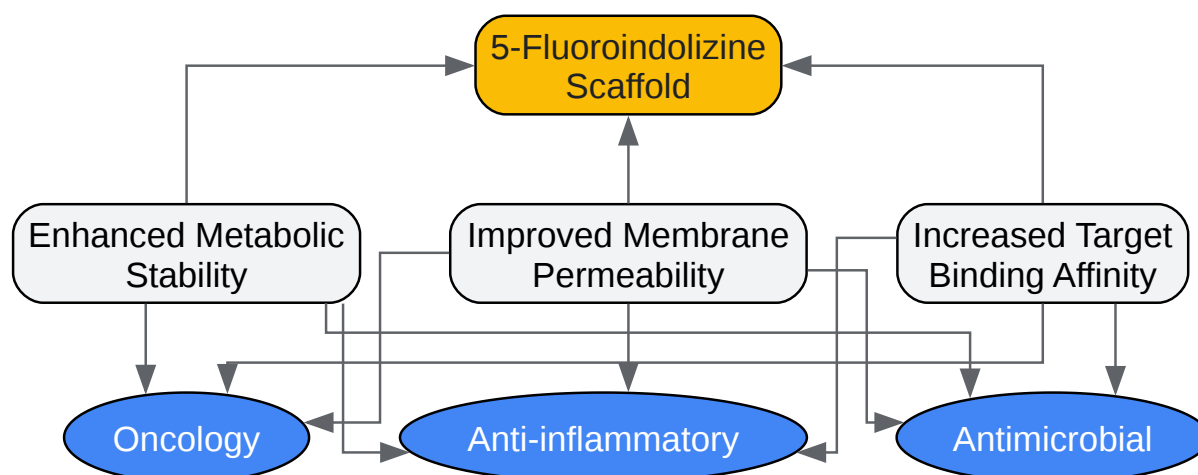 5-Fluoroindolizine
Scaffold
Enhanced Metabolic
Stability
Improved Membrane
Permeability
Increased Target
Binding Affinity
Oncology
Anti-inflammatory
Antimicrobial